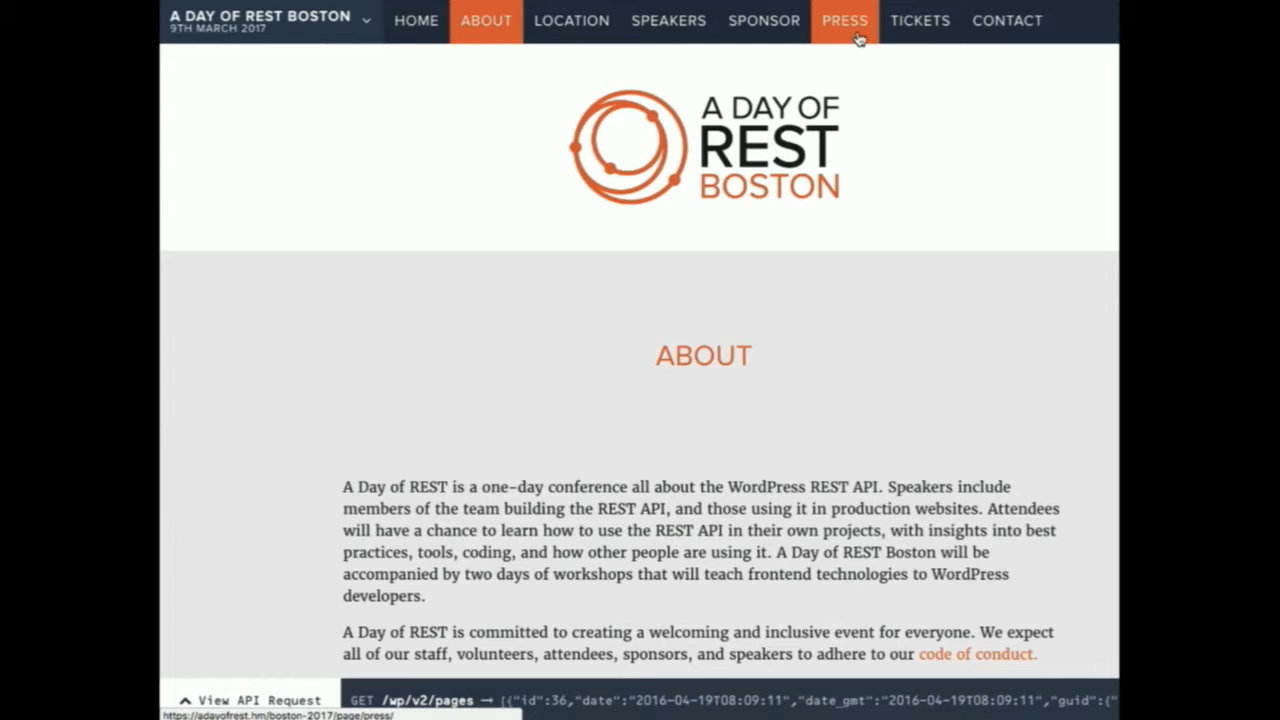 A DAY OF REST BOSTON
9TH MARCH 2017
HOME ABOUT LOCATION SPEAKERS SPONSOR PRESS TICKETS CONTACT
A DAY OF
REST
BOSTON
ABOUT
A Day of REST is a one-day conference all about the WordPress REST API. Speakers include
members of the team building the REST API, and those using it in production websites. Attendees
will have a chance to learn how to use the REST API in their own projects, with insights into best
practices, tools, coding, and how other people are using it. A Day of REST Boston will be
accompanied by two days of workshops that will teach frontend technologies to WordPress
developers.
A Day of REST is committed to creating a welcoming and inclusive event for everyone. We expect
all of our staff, volunteers, attendees, sponsors, and speakers to adhere to our code of conduct.
View API Request GET /wp/v2/pages → [{"id":36,"date":"2016-04-19T08:09:11","date_gmt":"2016-04-19T08:09:11","guid":{"
https://adayofrest.hm/boston-2017/page/press/